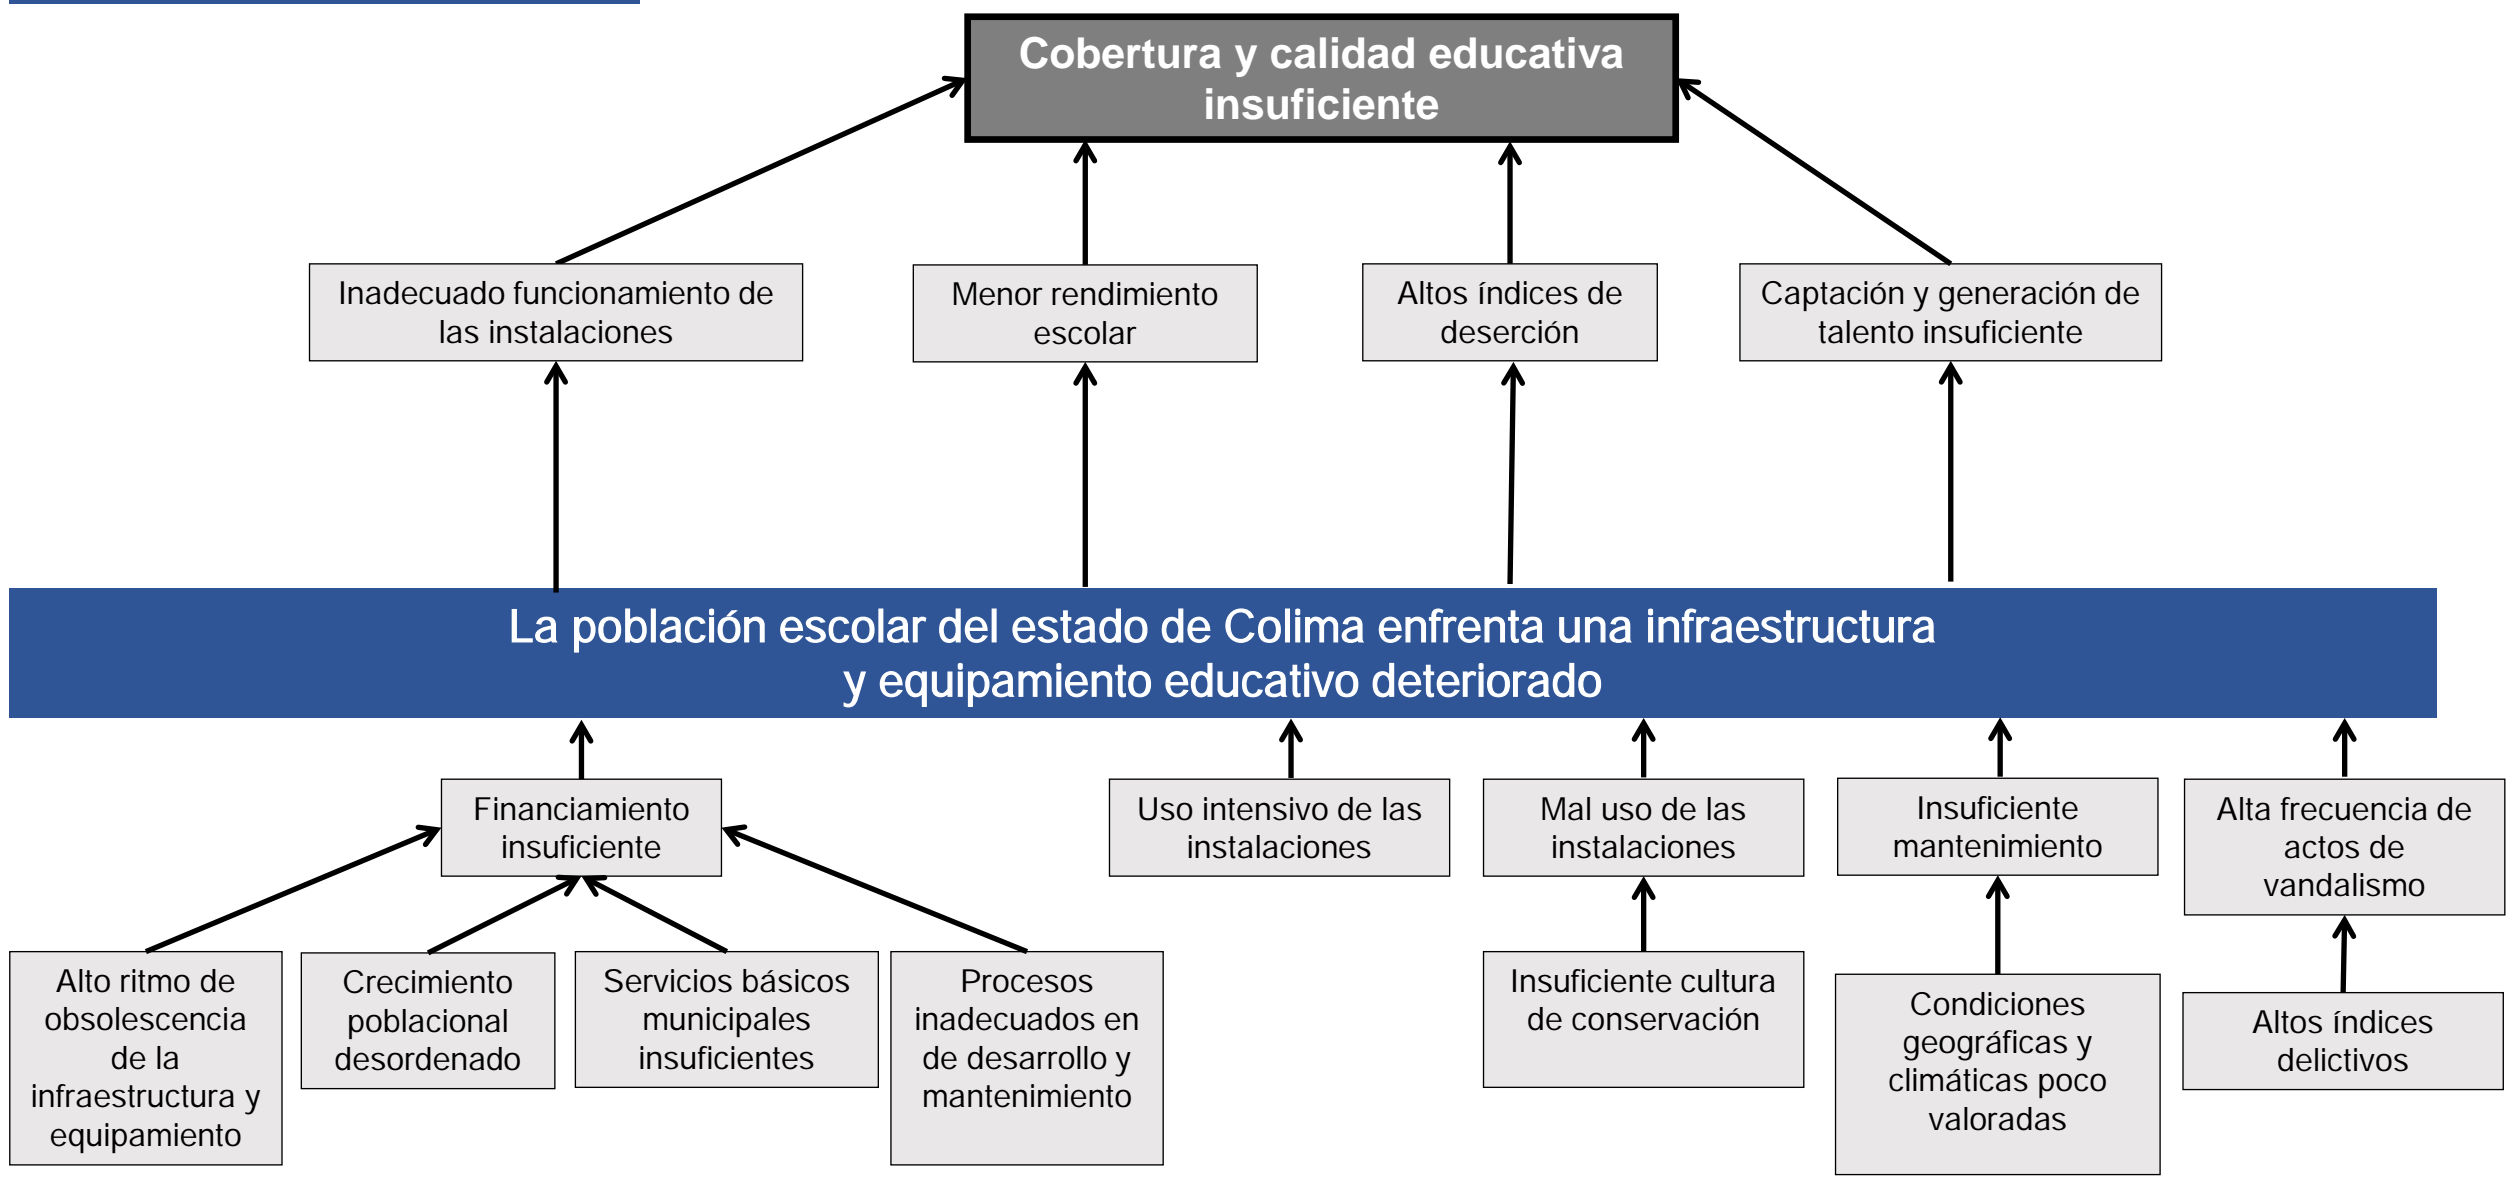 Cobertura y calidad educativa
insuficiente
Inadecuado funcionamiento de
las instalaciones
Menor rendimiento
escolar
Altos índices de
deserción
Captación y generación de
talento insuficiente
La población escolar del estado de Colima enfrenta una infraestructura
y equipamiento educativo deteriorado
Financiamiento
insuficiente
Uso intensivo de las
instalaciones
Mal uso de las
instalaciones
Insuficiente
mantenimiento
Alta frecuencia de
actos de
vandalismo
Alto ritmo de
obsolescencia
de la
infraestructura y
equipamiento
Crecimiento
poblacional
desordenado
Servicios básicos
municipales
insuficientes
Procesos
inadecuados en
de desarrollo y
mantenimiento
Insuficiente cultura
de conservación
Condiciones
geográficas y
climáticas poco
valoradas
Altos índices
delictivos